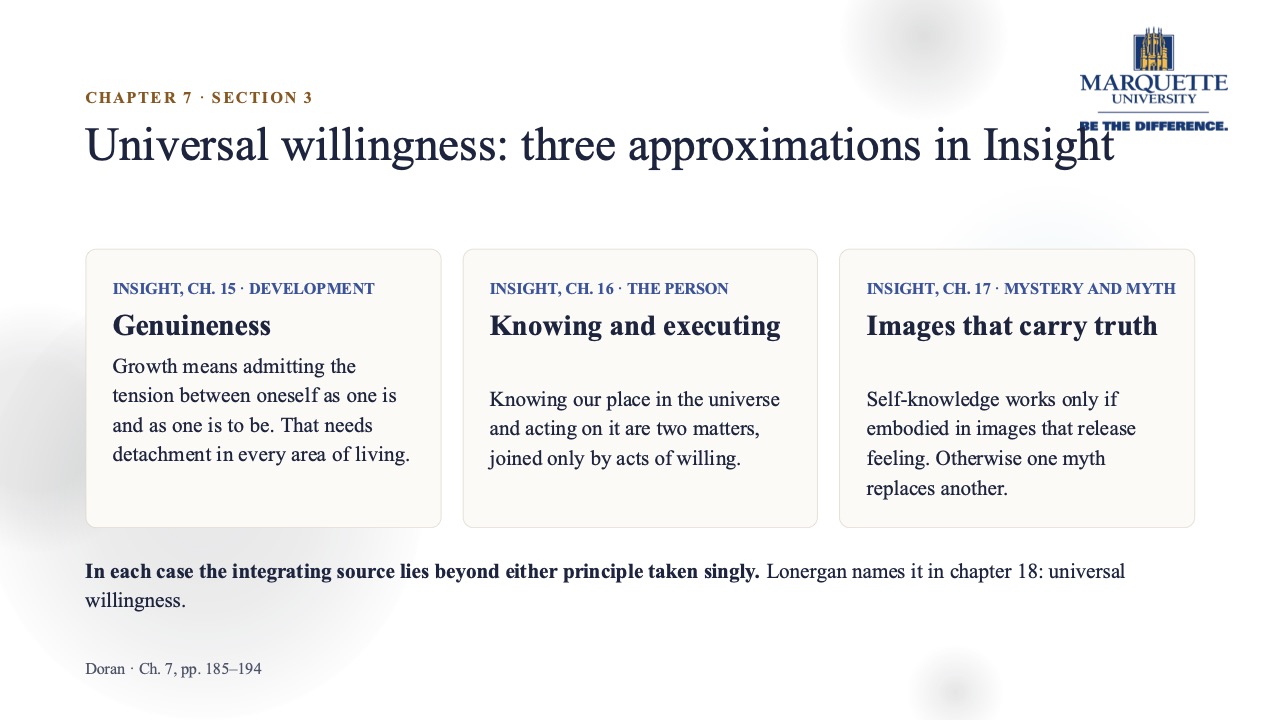 MARQUETTE
UNIVERSITY
BE THE DIFFERENCE.
CHAPTER 7 · SECTION 3
Universal willingness: three approximations in Insight
INSIGHT, CH. 15 · DEVELOPMENT
Genuineness
Growth means admitting the
tension between oneself as one is
and as one is to be. That needs
detachment in every area of living.
INSIGHT, CH. 16 · THE PERSON
Knowing and executing
Knowing our place in the universe
and acting on it are two matters,
joined only by acts of willing.
INSIGHT, CH. 17 · MYSTERY AND MYTH
Images that carry truth
Self-knowledge works only if
embodied in images that release
feeling. Otherwise one myth
replaces another.
In each case the integrating source lies beyond either principle taken singly. Lonergan names it in chapter 18: universal
willingness.
Doran · Ch. 7, pp. 185–194